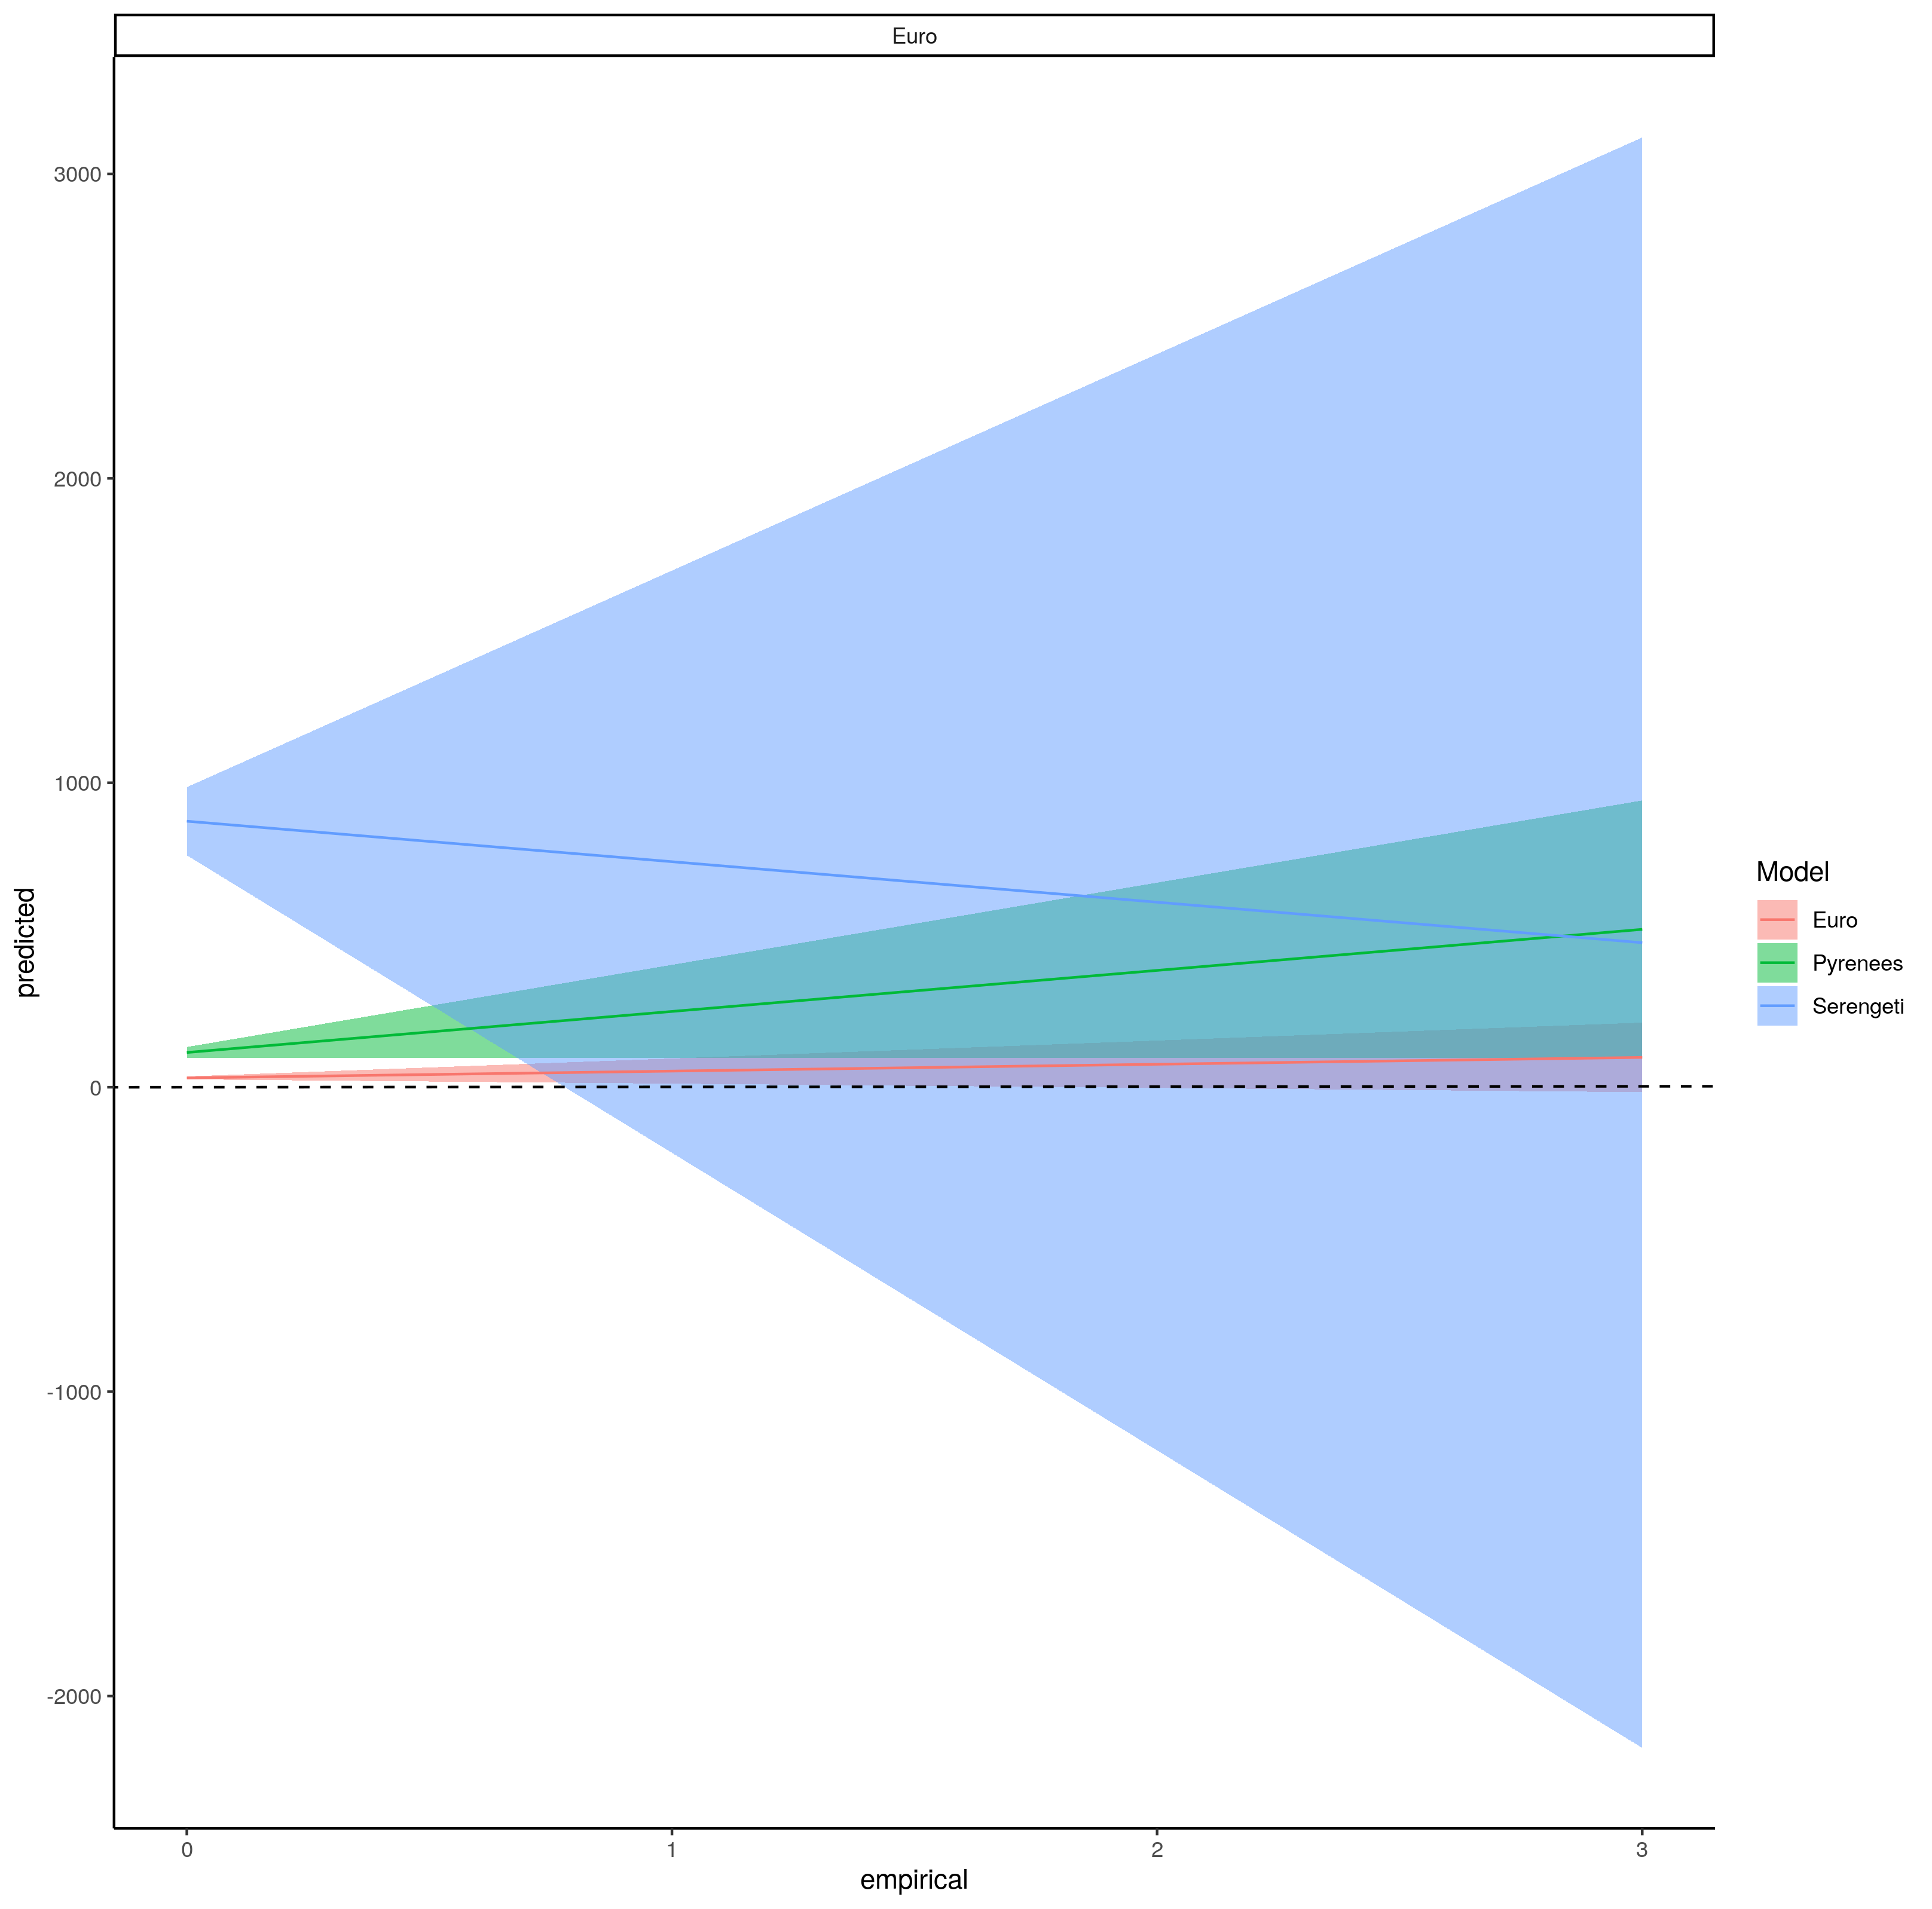 Euro
3000
2000
1000
0
-1000
-2000
predicted
0 1 2 3
empirical
Model
Euro
Pyrenees
Serengeti